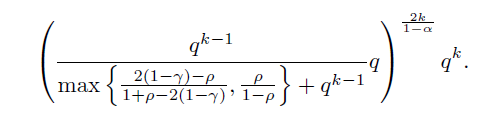 \left( \frac{q^{k-1}}{\max\left\{ \frac{2(1-\gamma)-\rho}{1+\rho-2(1-\gamma)}, \frac{\rho}{1-\rho} \right\} + q^{k-1}} q \right)^{\frac{2k}{1-\alpha}} q^k.